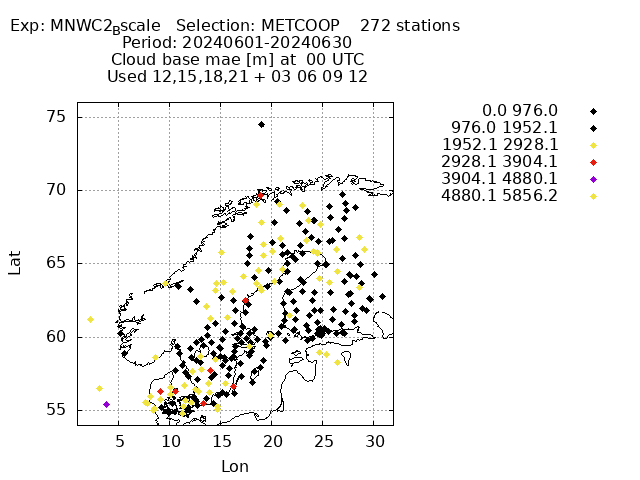 Exp: MNWC2Bscale   Selection: METCOOP    272 stations
Period: 20240601-20240630
Cloud base mae [m] at  00 UTC
Used 12,15,18,21 + 03 06 09 12
0.0 976.0
976.0 1952.1
1952.1 2928.1
2928.1 3904.1
3904.1 4880.1
4880.1 5856.2
75
70
65
60
55
Lat
5 10 15 20 25 30
Lon